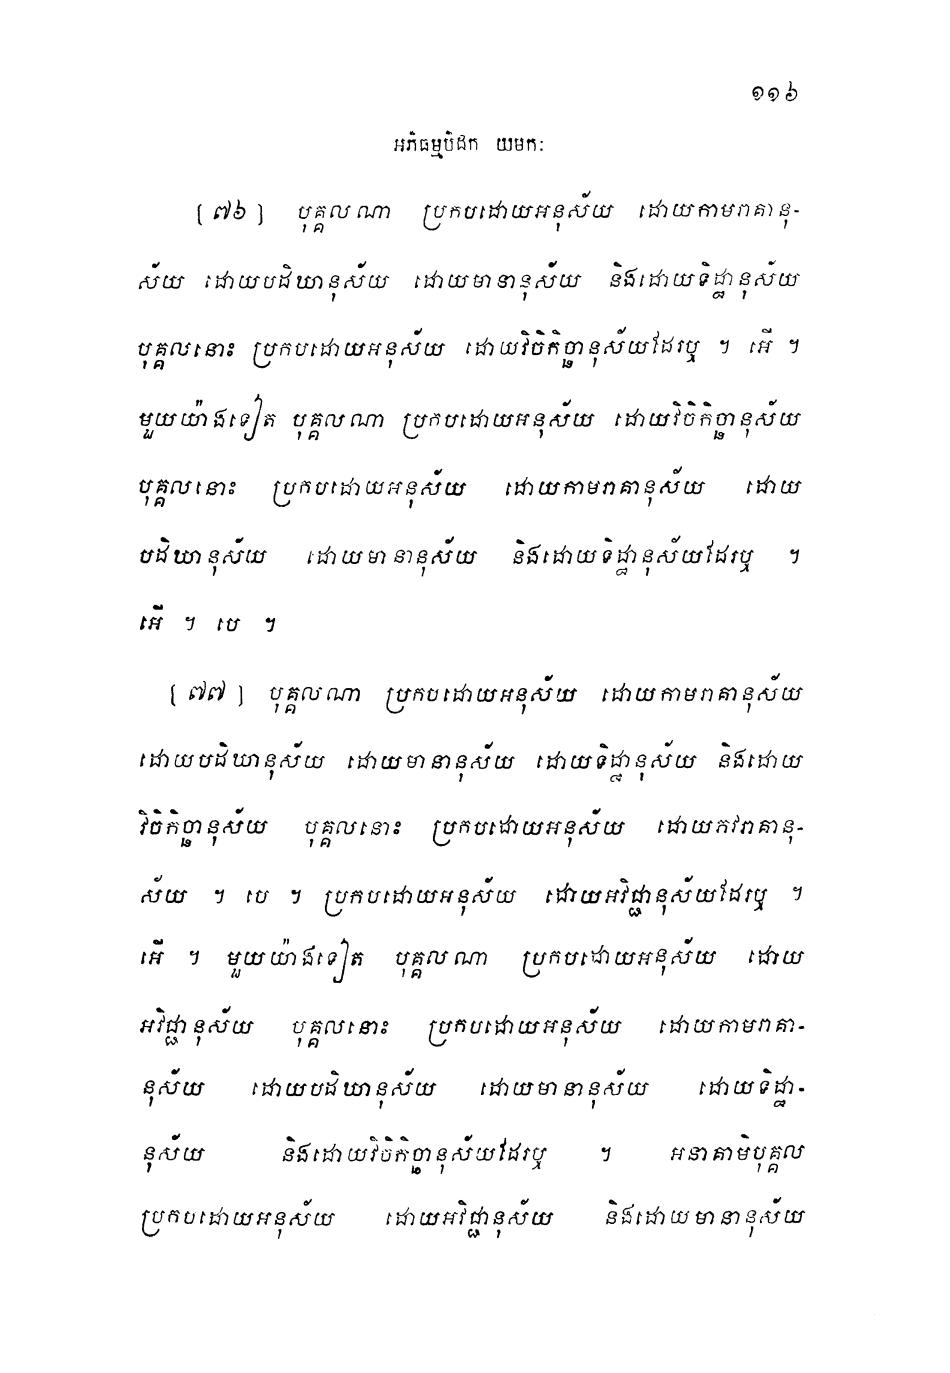 ១១៦
អភិធម្មបិដក យមកៈ
[៧៦] បុគ្គលណា ប្រកបដោយអនុស័យ ដោយកាមរាគានុ-
ស័យ ដោយបដិឃានុស័យ ដោយមានានុស័យ និងដោយទិដ្ឋានុស័យ
បុគ្គលនោះ ប្រកបដោយអនុស័យ ដោយវិចិកិច្ឆានុស័យដែរឬ ។ អើ ។
មួយយ៉ាងទៀត បុគ្គលណា ប្រកបដោយអនុស័យ ដោយវិចិកិច្ឆានុស័យ
បុគ្គលនោះ ប្រកបដោយអនុស័យ ដោយកាមរាគានុស័យ ដោយ
បដិឃានុស័យ ដោយមានានុស័យ និងដោយទិដ្ឋានុស័យដែរឬ ។
អើ ។ បេ ។
[៧៧] បុគ្គលណា ប្រកបដោយអនុស័យ ដោយកាមរាគានុស័យ
ដោយបដិឃានុស័យ ដោយមានានុស័យ ដោយទិដ្ឋានុស័យ និងដោយ
វិចិកិច្ឆានុស័យ បុគ្គលនោះ ប្រកបដោយអនុស័យ ដោយភវរាគានុ-
ស័យ ។ បេ ។ ប្រកបដោយអនុស័យ ដោយអវិជ្ជានុស័យដែរឬ ។
អើ ។ មួយយ៉ាងទៀត បុគ្គលណា ប្រកបដោយអនុស័យ ដោយ
អវិជ្ជានុស័យ បុគ្គលនោះ ប្រកបដោយអនុស័យ ដោយកាមរាគា-
នុស័យ ដោយបដិឃានុស័យ ដោយមានានុស័យ ដោយទិដ្ឋា-
នុស័យ និងដោយវិចិកិច្ឆានុស័យដែរឬ ។ អនាគាមិបុគ្គល
ប្រកបដោយអនុស័យ ដោយអវិជ្ជានុស័យ និងដោយមានានុស័យ